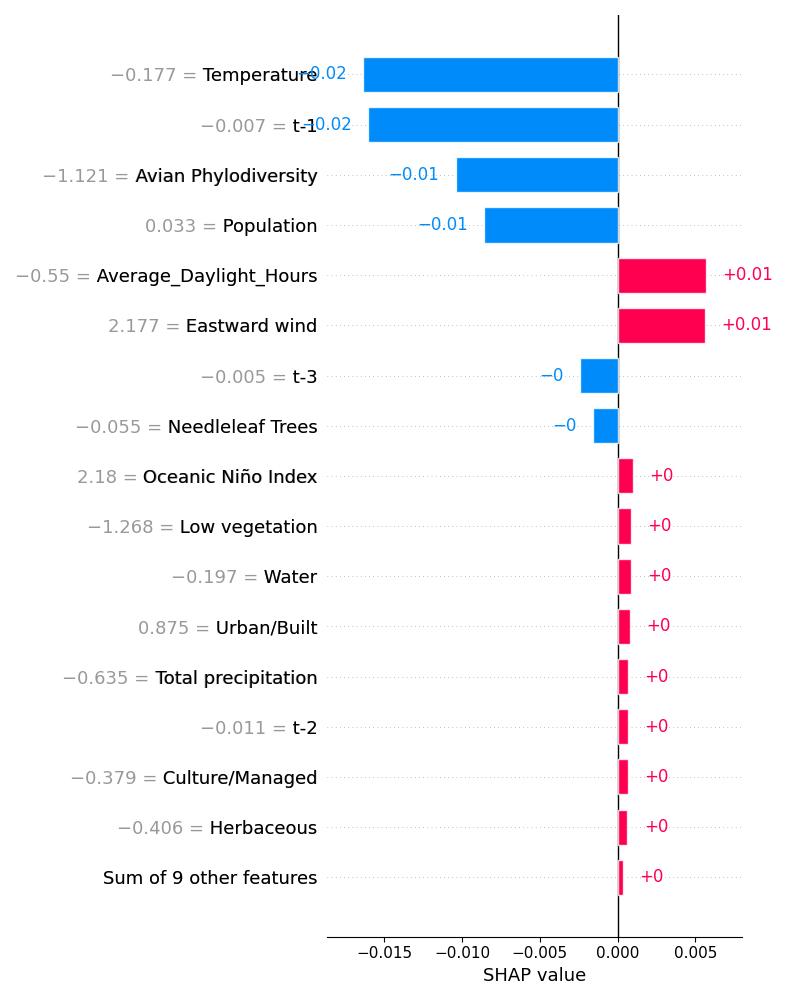 −0.177 = Temperature −0.02
−0.007 = t-1 −0.02
−1.121 = Avian Phylodiversity −0.01
0.033 = Population −0.01
−0.55 = Average_Daylight_Hours +0.01
2.177 = Eastward wind +0.01
−0.005 = t-3 −0
−0.055 = Needleleaf Trees −0
2.18 = Oceanic Niño Index +0
−1.268 = Low vegetation +0
−0.197 = Water +0
0.875 = Urban/Built +0
−0.635 = Total precipitation +0
−0.011 = t-2 +0
−0.379 = Culture/Managed +0
−0.406 = Herbaceous +0
Sum of 9 other features +0
−0.015 −0.010 −0.005 0.000 0.005
SHAP value